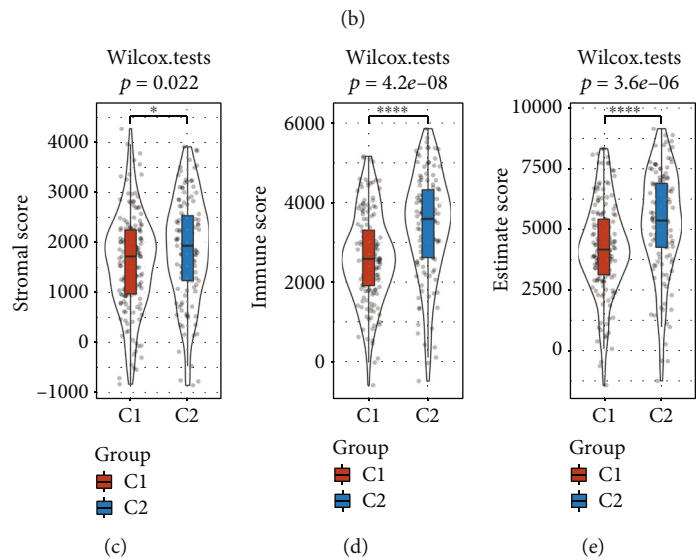 (b)
Wilcox.tests
p = 0.022
*
4000
3000
2000
1000
0
−1000
Stromal score
C1 C2
Group
C1
C2
(c)
Wilcox.tests
p = 4.2e–08
****
6000
4000
2000
0
Immune score
C1 C2
Group
C1
C2
(d)
Wilcox.tests
p = 3.6e–06
****
10000
7500
5000
2500
0
Estimate score
C1 C2
Group
C1
C2
(e)